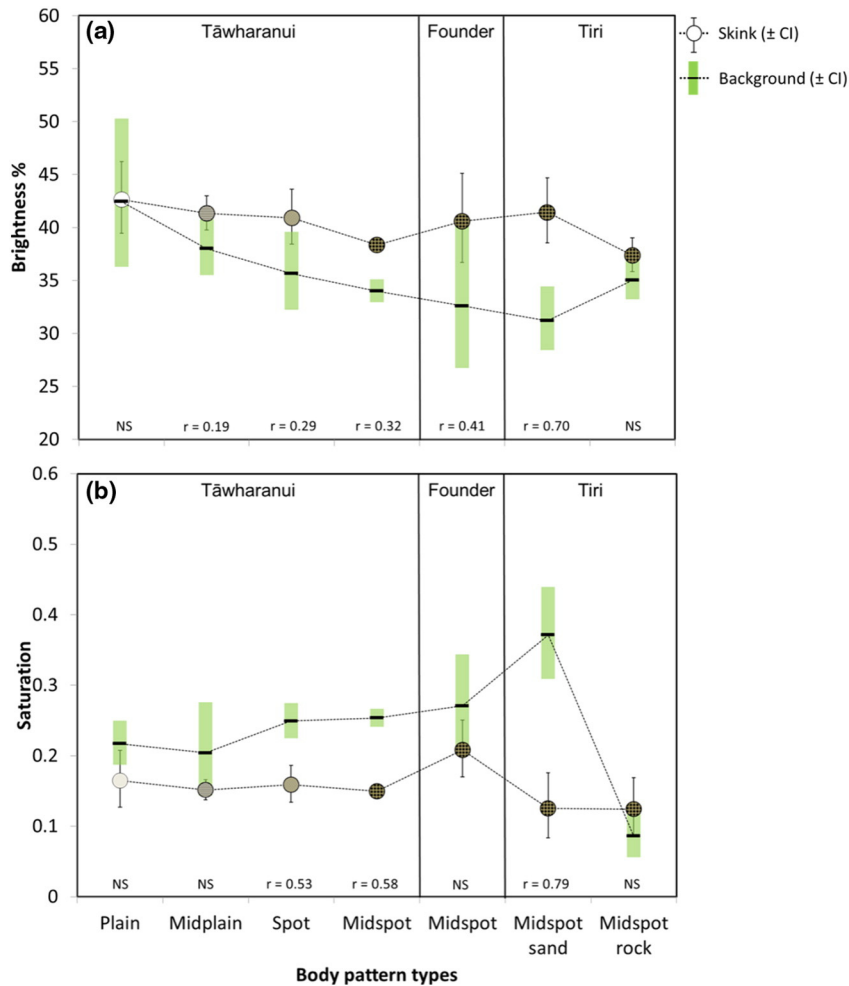 (a) Tāwharanui Founder Tiri
Skink (± CI)
Background (± CI)
Brightness %
60
55
50
45
40
35
30
25
20
NS r = 0.19 r = 0.29 r = 0.32 r = 0.41 r = 0.70 NS
(b) Tāwharanui Founder Tiri
Saturation
0.6
0.5
0.4
0.3
0.2
0.1
0
NS NS r = 0.53 r = 0.58 NS r = 0.79 NS
Plain Midplain Spot Midspot Midspot Midspot Midspot
sand rock
Body pattern types